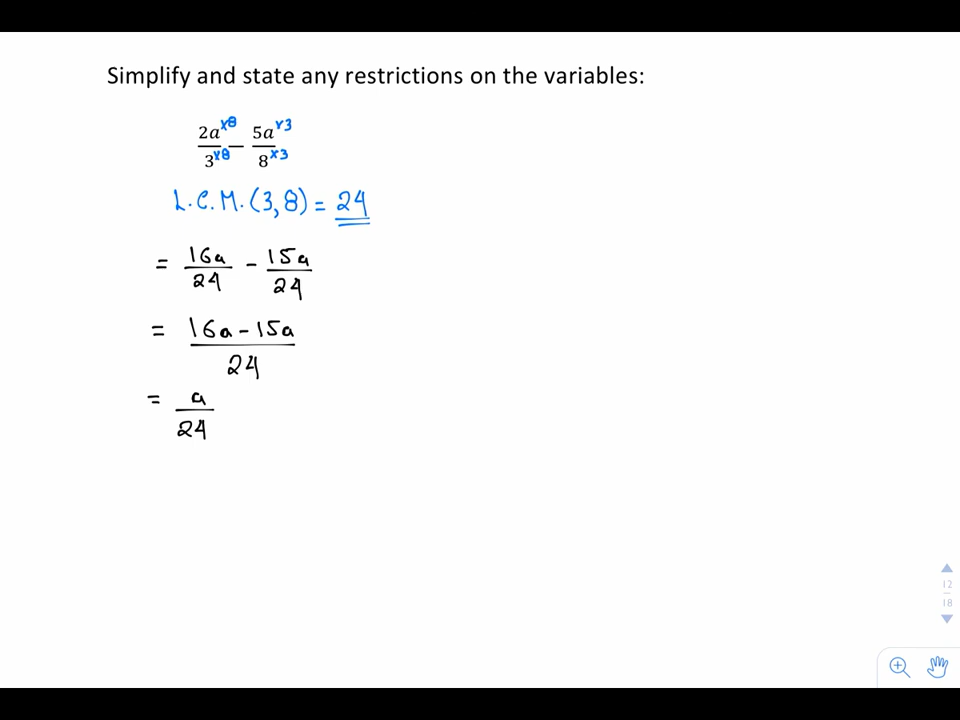 Simplify and state any restrictions on the variables:
2a ×8 / 3 ×8 − 5a ×3 / 8 ×3
L.C.M.(3,8) = 24
= 16a/24 - 15a/24
= 16a - 15a / 24
= a/24
12
18